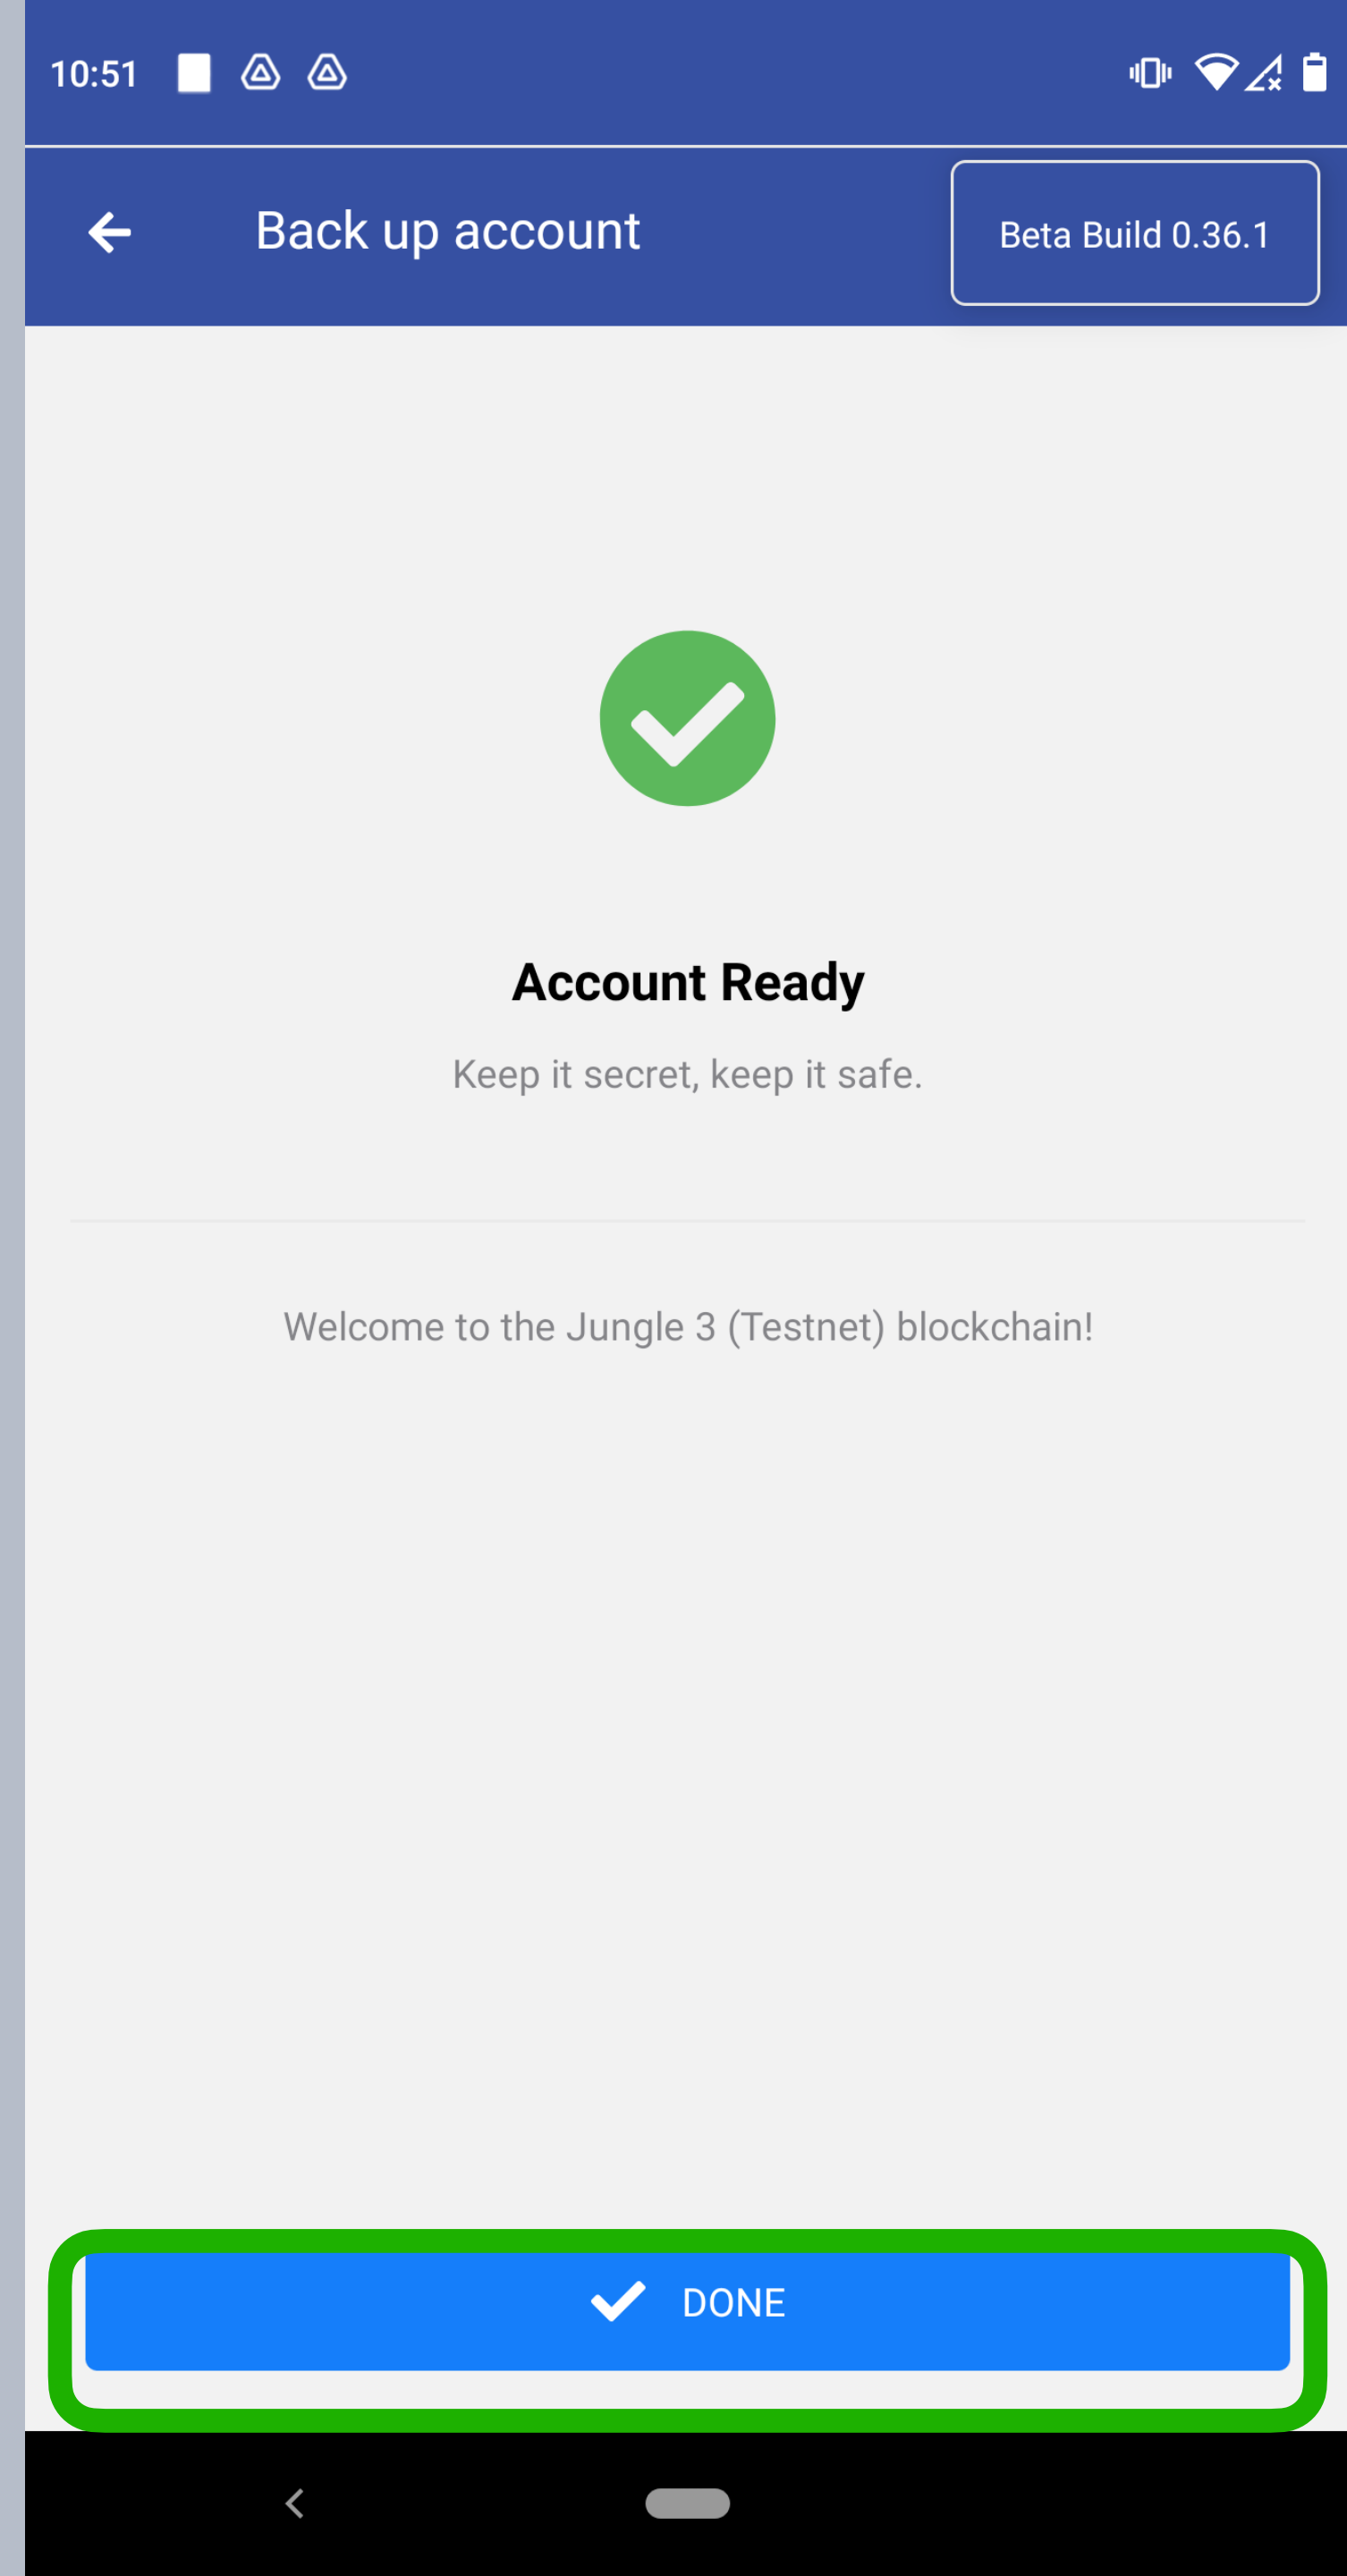 10:51
Back up account
Beta Build 0.36.1
Account Ready
Keep it secret, keep it safe.
Welcome to the Jungle 3 (Testnet) blockchain!
DONE